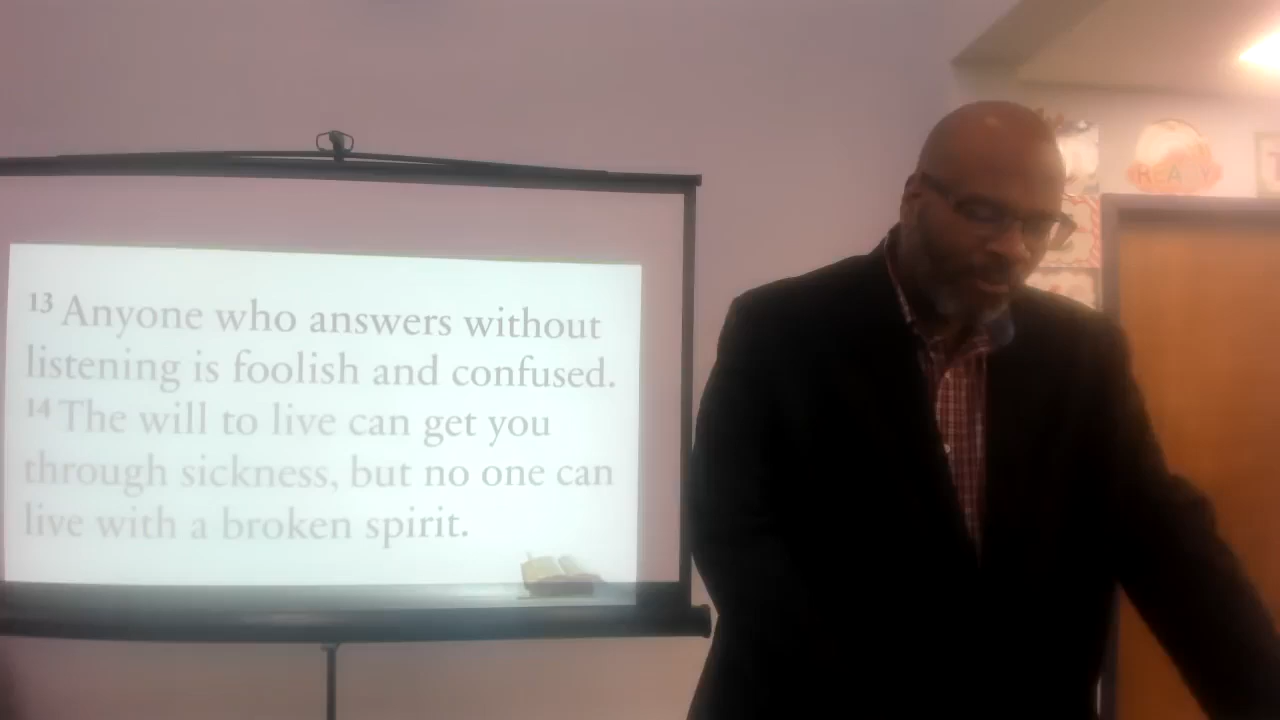 13 Anyone who answers without
listening is foolish and confused.
14 The will to live can get you
through sickness, but no one can
live with a broken spirit.
READY